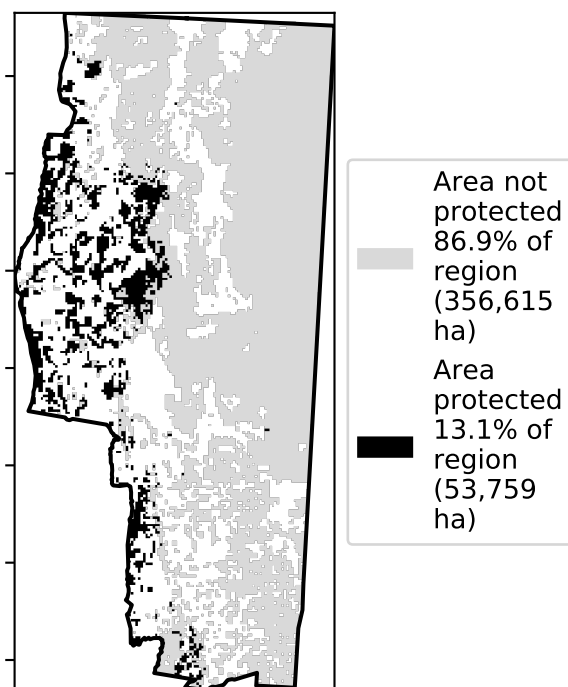 Area not
protected
86.9% of
region
(356,615
ha)
Area
protected
13.1% of
region
(53,759
ha)